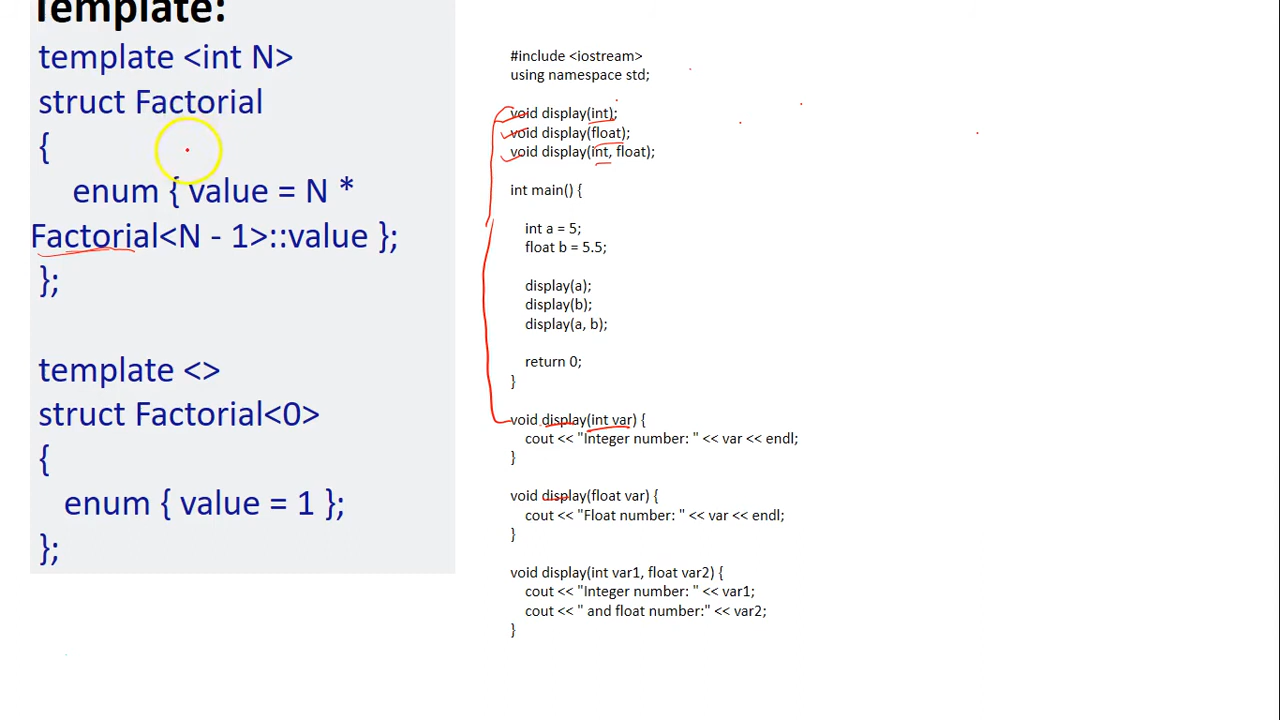 Template:
template <int N>
struct Factorial
{
enum { value = N *
Factorial<N - 1>::value };
};
template <>
struct Factorial<0>
{
enum { value = 1 };
};
#include <iostream>
using namespace std;
void display(int);
void display(float);
void display(int, float);
int main() {
int a = 5;
float b = 5.5;
display(a);
display(b);
display(a, b);
return 0;
}
void display(int var) {
cout << "Integer number: " << var << endl;
}
void display(float var) {
cout << "Float number: " << var << endl;
}
void display(int var1, float var2) {
cout << "Integer number: " << var1;
cout << " and float number:" << var2;
}